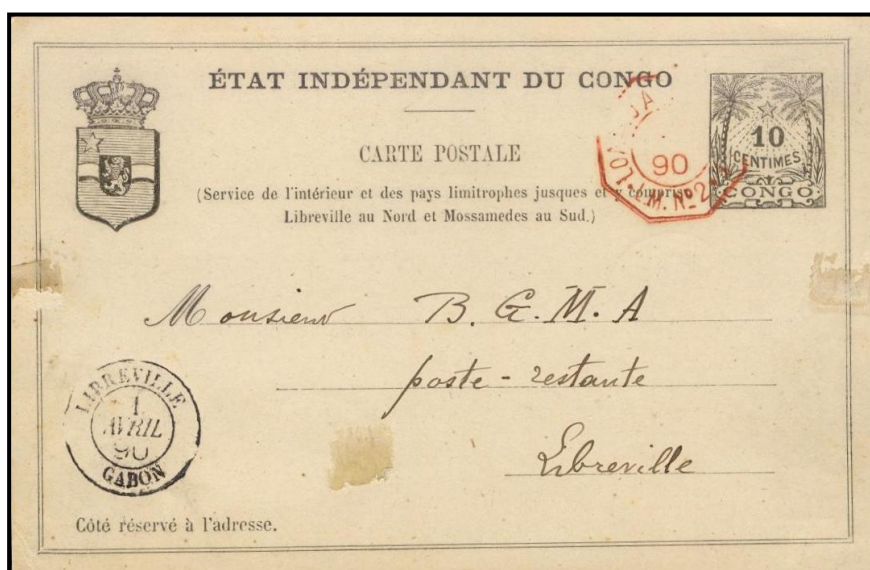 ÉTAT INDÉPENDANT DU CONGO
CARTE POSTALE
(Service de l'intérieur et des pays limitrophes jusques et y compris
Libreville au Nord et Mossamedes au Sud.)
10
CENTIMES
CONGO
90
L.M. Nº2
Monsieur B. G. M. A
poste-restante
Libreville
LIBREVILLE
1
AVRIL
90
GABON
Côté réservé à l'adresse.